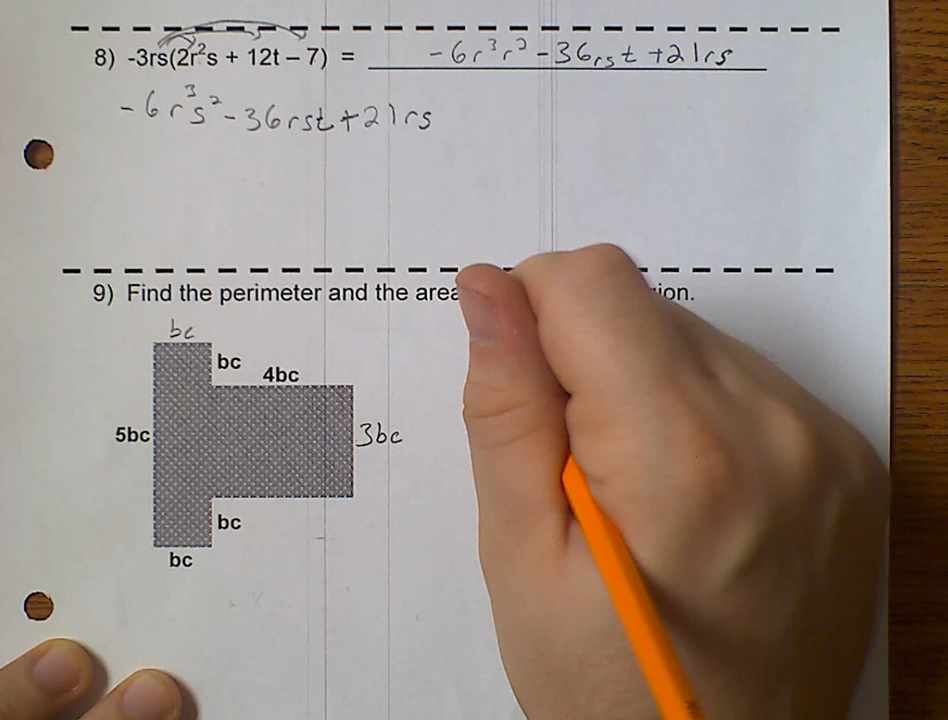 8) -3rs(2r²s + 12t – 7) = -6r³r² -36rst +21rs
-6r³s² -36rst +21rs
9) Find the perimeter and the area
bc
bc
4bc
5bc
3bc
bc
bc